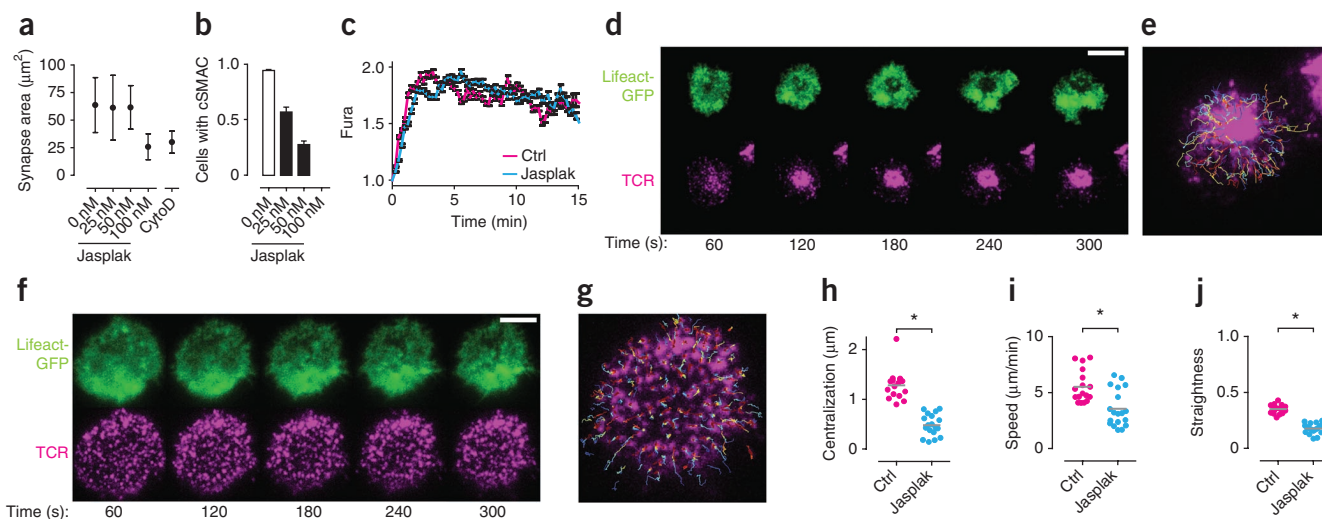 a
Synapse area (μm²)
100
75
50
25
0
0 nM
25 nM
50 nM
100 nM
CytoD
Jasplak
b
Cells with cSMAC
1.0
0.5
0
0 nM
25 nM
50 nM
100 nM
Jasplak
c
Fura
2.0
1.5
1.0
0
5
10
15
Time (min)
Ctrl
Jasplak
d
Lifeact-
GFP
TCR
Time (s):
60
120
180
240
300
e
f
Lifeact-
GFP
TCR
Time (s):
60
120
180
240
300
g
h
Centralization (μm)
2
1
0
*
Ctrl
Jasplak
i
Speed (μm/min)
10
5
0
*
Ctrl
Jasplak
j
Straightness
1.0
0.5
0
*
Ctrl
Jasplak